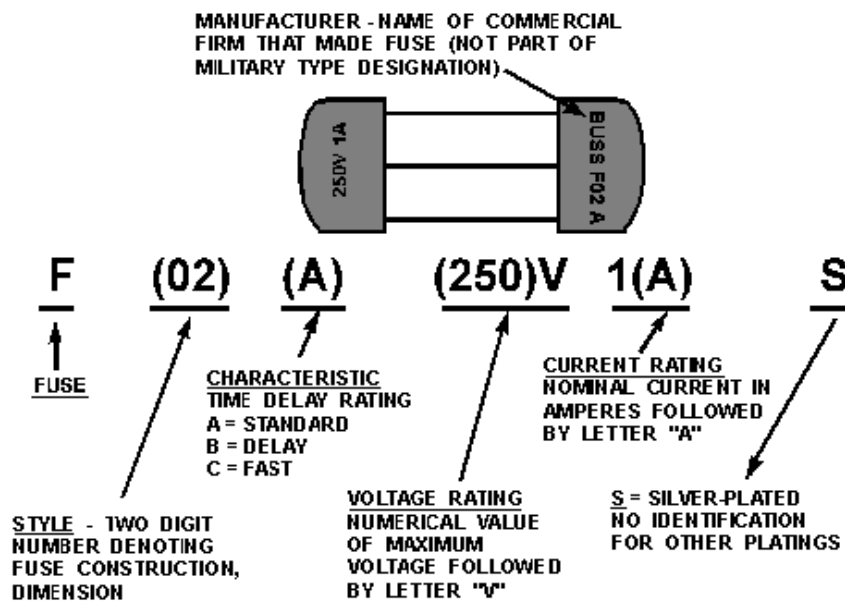 MANUFACTURER - NAME OF COMMERCIAL
FIRM THAT MADE FUSE (NOT PART OF
MILITARY TYPE DESIGNATION)
250V 1A
BUSS F02 A
F (02) (A) (250)V 1(A) S
FUSE
CHARACTERISTIC
TIME DELAY RATING
A = STANDARD
B = DELAY
C = FAST
CURRENT RATING
NOMINAL CURRENT IN
AMPERES FOLLOWED
BY LETTER "A"
STYLE - TWO DIGIT
NUMBER DENOTING
FUSE CONSTRUCTION,
DIMENSION
VOLTAGE RATING
NUMERICAL VALUE
OF MAXIMUM
VOLTAGE FOLLOWED
BY LETTER "V"
S = SILVER-PLATED
NO IDENTIFICATION
FOR OTHER PLATINGS